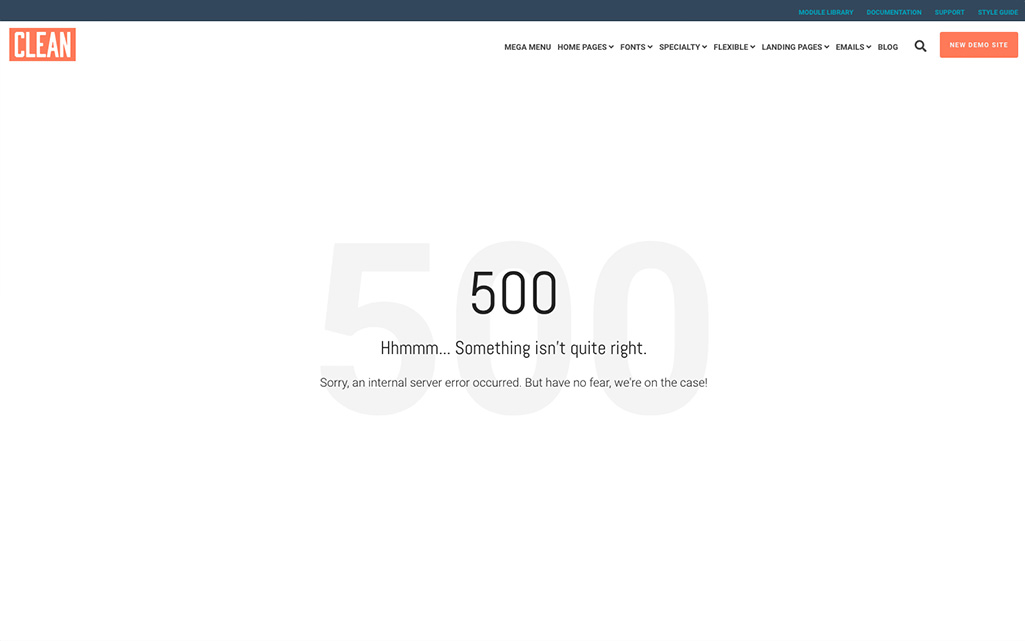 MODULE LIBRARY DOCUMENTATION SUPPORT STYLE GUIDE
CLEAN
MEGA MENU HOME PAGES FONTS SPECIALTY FLEXIBLE LANDING PAGES EMAILS BLOG NEW DEMO SITE
500
500
Hhmmm... Something isn't quite right.
Sorry, an internal server error occurred. But have no fear, we're on the case!